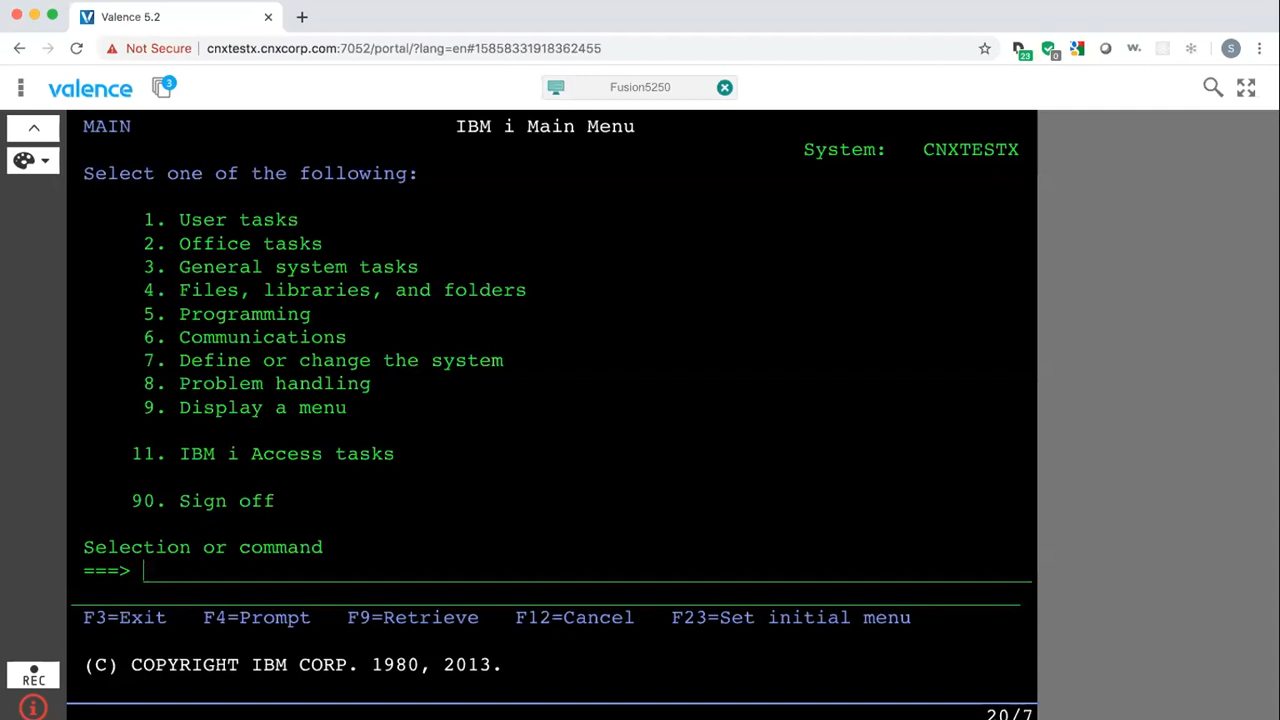 Valence 5.2
Not Secure
cnxtestx.cnxcorp.com:7052/portal/?lang=en#15858331918362455
23
0
w.
S
valence
3
Fusion5250
MAIN IBM i Main Menu
System: CNXTESTX
Select one of the following:
1. User tasks
2. Office tasks
3. General system tasks
4. Files, libraries, and folders
5. Programming
6. Communications
7. Define or change the system
8. Problem handling
9. Display a menu
11. IBM i Access tasks
90. Sign off
Selection or command
===>
F3=Exit F4=Prompt F9=Retrieve F12=Cancel F23=Set initial menu
(C) COPYRIGHT IBM CORP. 1980, 2013.
REC
20/7